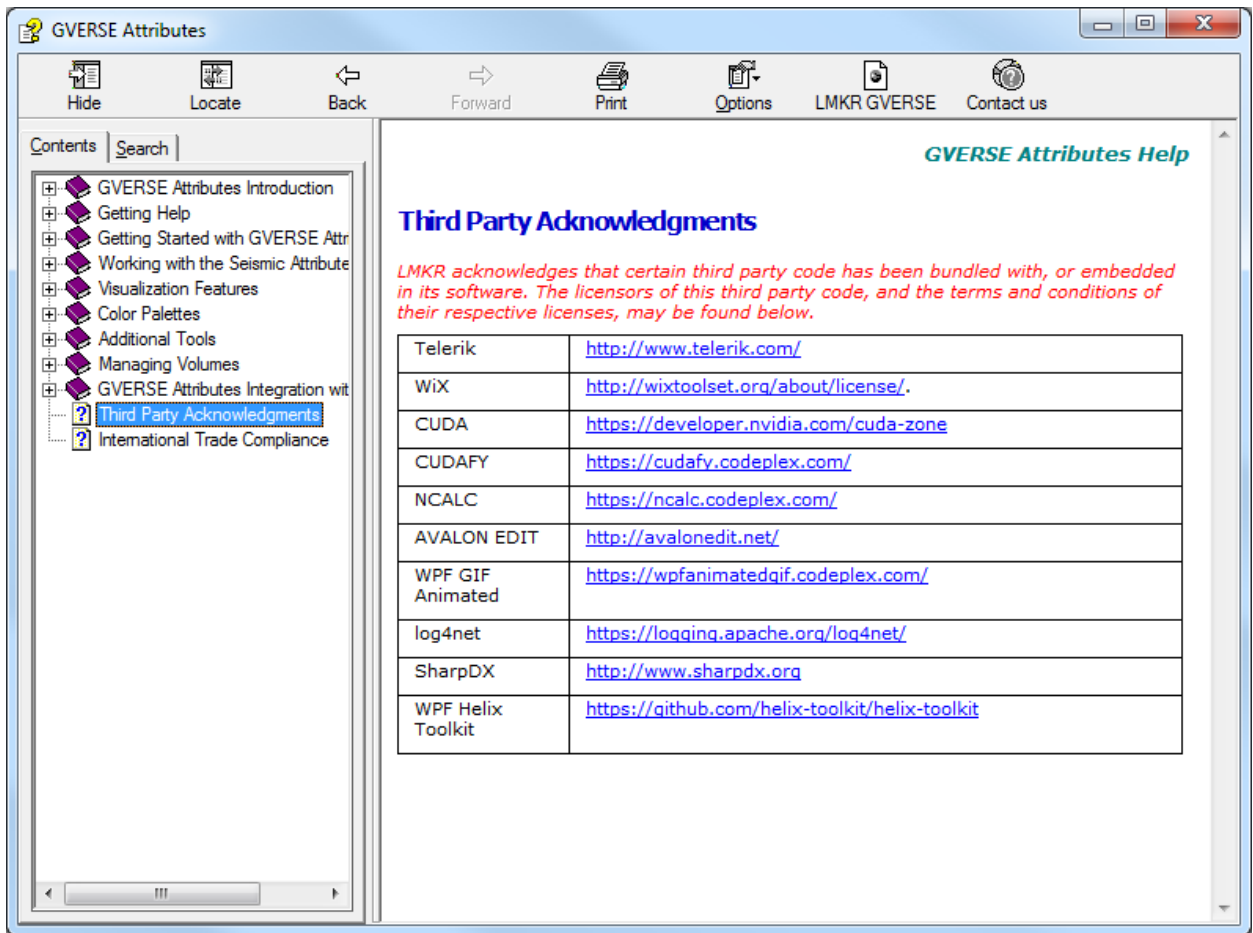 GVERSE Attributes
Hide Locate Back Forward Print Options LMKR GVERSE Contact us
Contents Search
GVERSE Attributes Introduction
Getting Help
Getting Started with GVERSE Attr
Working with the Seismic Attribute
Visualization Features
Color Palettes
Additional Tools
Managing Volumes
GVERSE Attributes Integration wit
Third Party Acknowledgments
International Trade Compliance
GVERSE Attributes Help
Third Party Acknowledgments
LMKR acknowledges that certain third party code has been bundled with, or embedded
in its software. The licensors of this third party code, and the terms and conditions of
their respective licenses, may be found below.
Telerik http://www.telerik.com/
WiX http://wixtoolset.org/about/license/.
CUDA https://developer.nvidia.com/cuda-zone
CUDAFY https://cudafy.codeplex.com/
NCALC https://ncalc.codeplex.com/
AVALON EDIT http://avalonedit.net/
WPF GIF https://wpfanimatedgif.codeplex.com/
Animated
log4net https://logging.apache.org/log4net/
SharpDX http://www.sharpdx.org
WPF Helix https://github.com/helix-toolkit/helix-toolkit
Toolkit